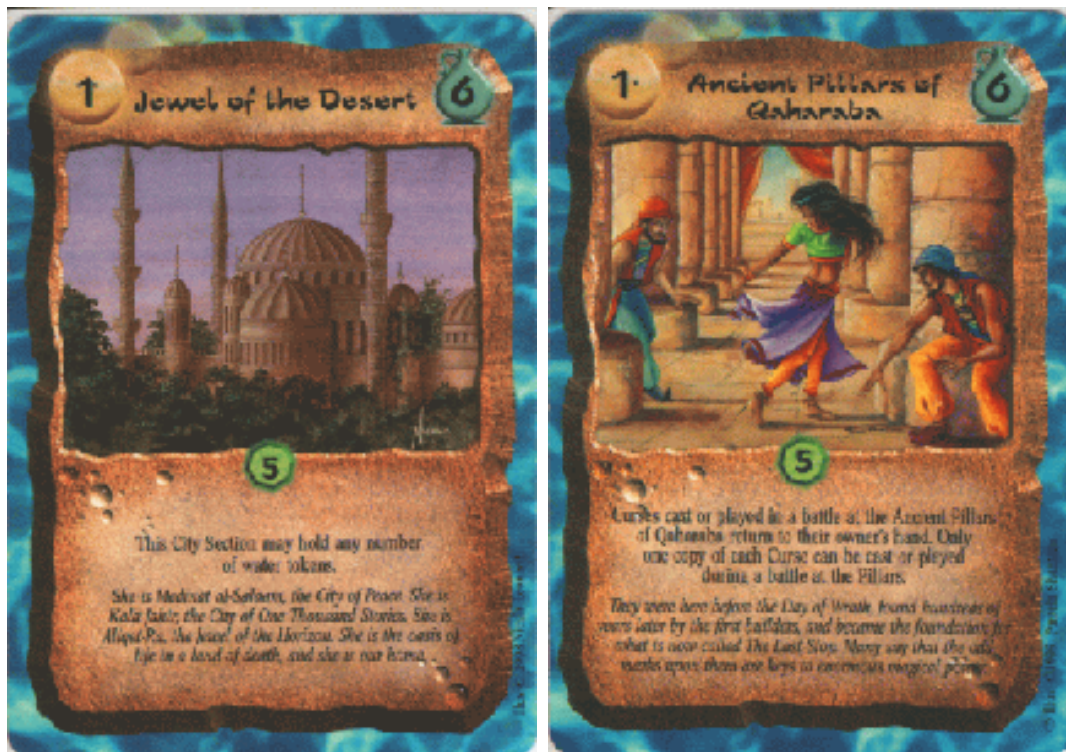 1
Jewel of the Desert
6
5
This City Section may hold any number
of water tokens.
She is Medinat al-Salaam, the City of Peace. She is
the City of One Thousand Stories. She is
the Jewel of the Horizon. She is the oasis of
life in a land of death, and she is our home.
1
Ancient Pillars of
Qaharaba
6
5
Curses cast or played in a battle at the Ancient Pillars
of Qaharaba return to their owner's hand. Only
one copy of each Curse can be cast or played
during a battle at the Pillars.
They were here before the Day of Wrath, found hundreds of
years later by the first builders, and became the foundation for
what is now called The Last Stop. Many say that the odd
marks upon them are keys to enormous magical power.